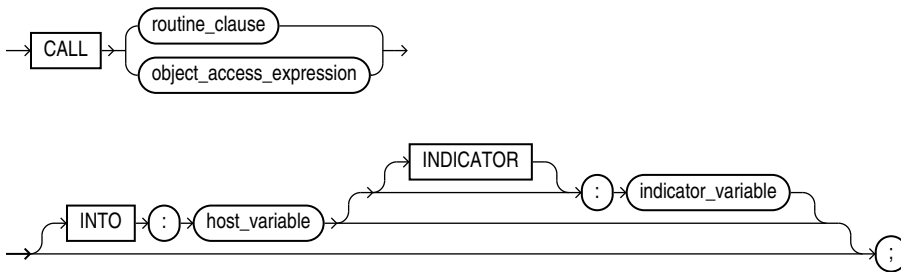 routine_clause
CALL
object_access_expression
INDICATOR
: indicator_variable
INTO : host_variable
;